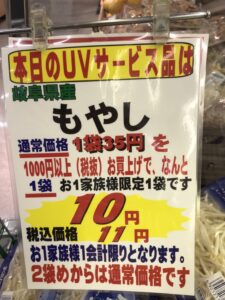 本日のUVサービス品は
岐阜県産
もやし
通常価格 1袋35円を
1000円以上(税抜)お買上げで、なんと
1袋 お1家族様限定1袋です
10円
税込価格 11円
お1家族様1会計限りとなります。
2袋めからは通常価格です